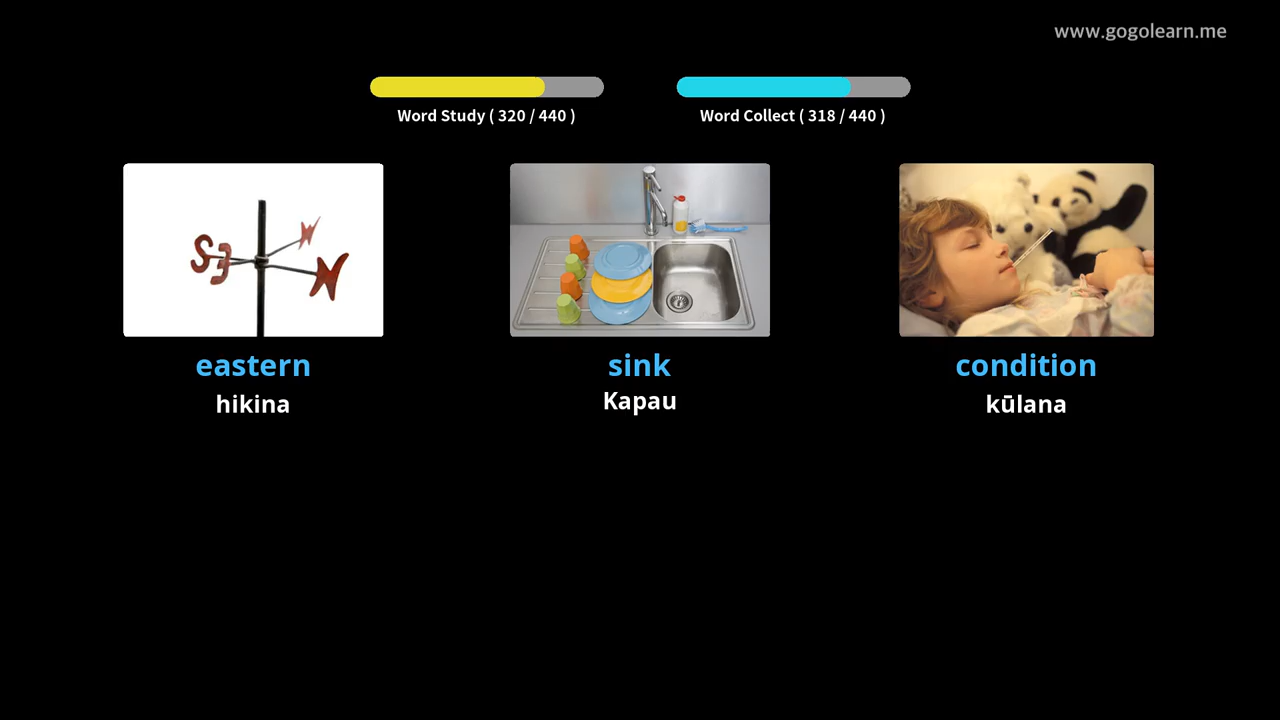 www.gogolearn.me
Word Study ( 320 / 440 )
Word Collect ( 318 / 440 )
S E N N
eastern
hikina
sink
Kapau
condition
kūlana